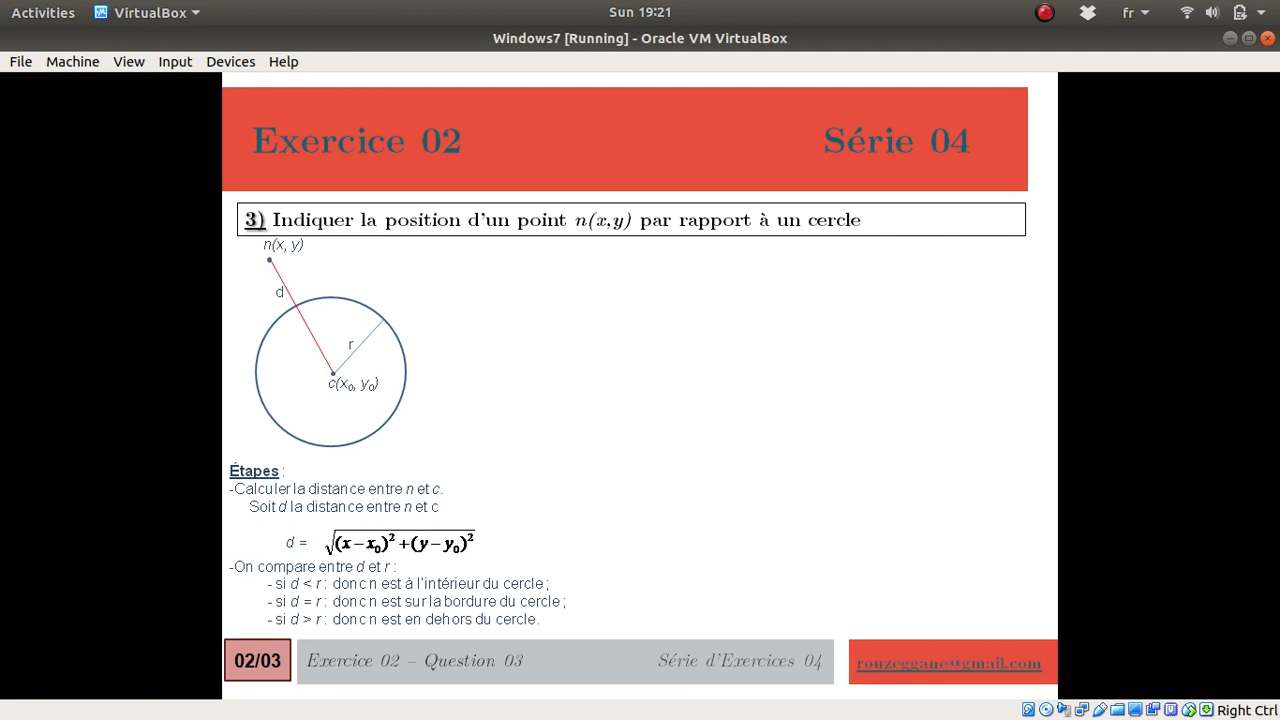 Activities VirtualBox Sun 19:21 fr
Windows7 [Running] - Oracle VM VirtualBox
File Machine View Input Devices Help
Exercice 02 Série 04
3) Indiquer la position d'un point n(x,y) par rapport à un cercle
n(x, y)
d
r
c(x₀, y₀)
Étapes :
-Calculer la distance entre n et c.
Soit d la distance entre n et c
d = √(x−x₀)²+(y−y₀)²
-On compare entre d et r :
- si d < r : donc n est à l'intérieur du cercle ;
- si d = r : donc n est sur la bordure du cercle ;
- si d > r : donc n est en dehors du cercle.
02/03 Exercice 02 – Question 03 Série d'Exercices 04 rouzeggane@gmail.com
Right Ctrl